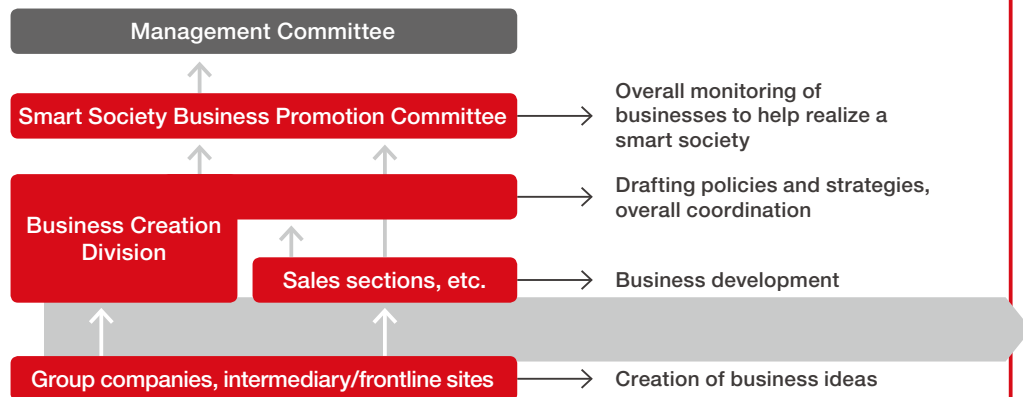 Management Committee
Smart Society Business Promotion Committee
Overall monitoring of
businesses to help realize a
smart society
Drafting policies and strategies,
overall coordination
Business Creation
Division
Sales sections, etc.
Business development
Group companies, intermediary/frontline sites
Creation of business ideas